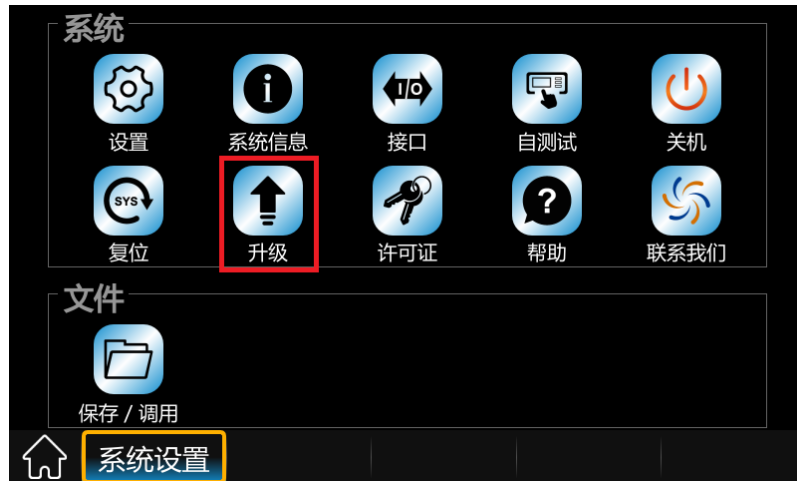 系统
设置 系统信息 I/O 接口 自测试 关机
SYS 复位 升级 许可证 帮助 联系我们
文件
保存 / 调用
系统设置